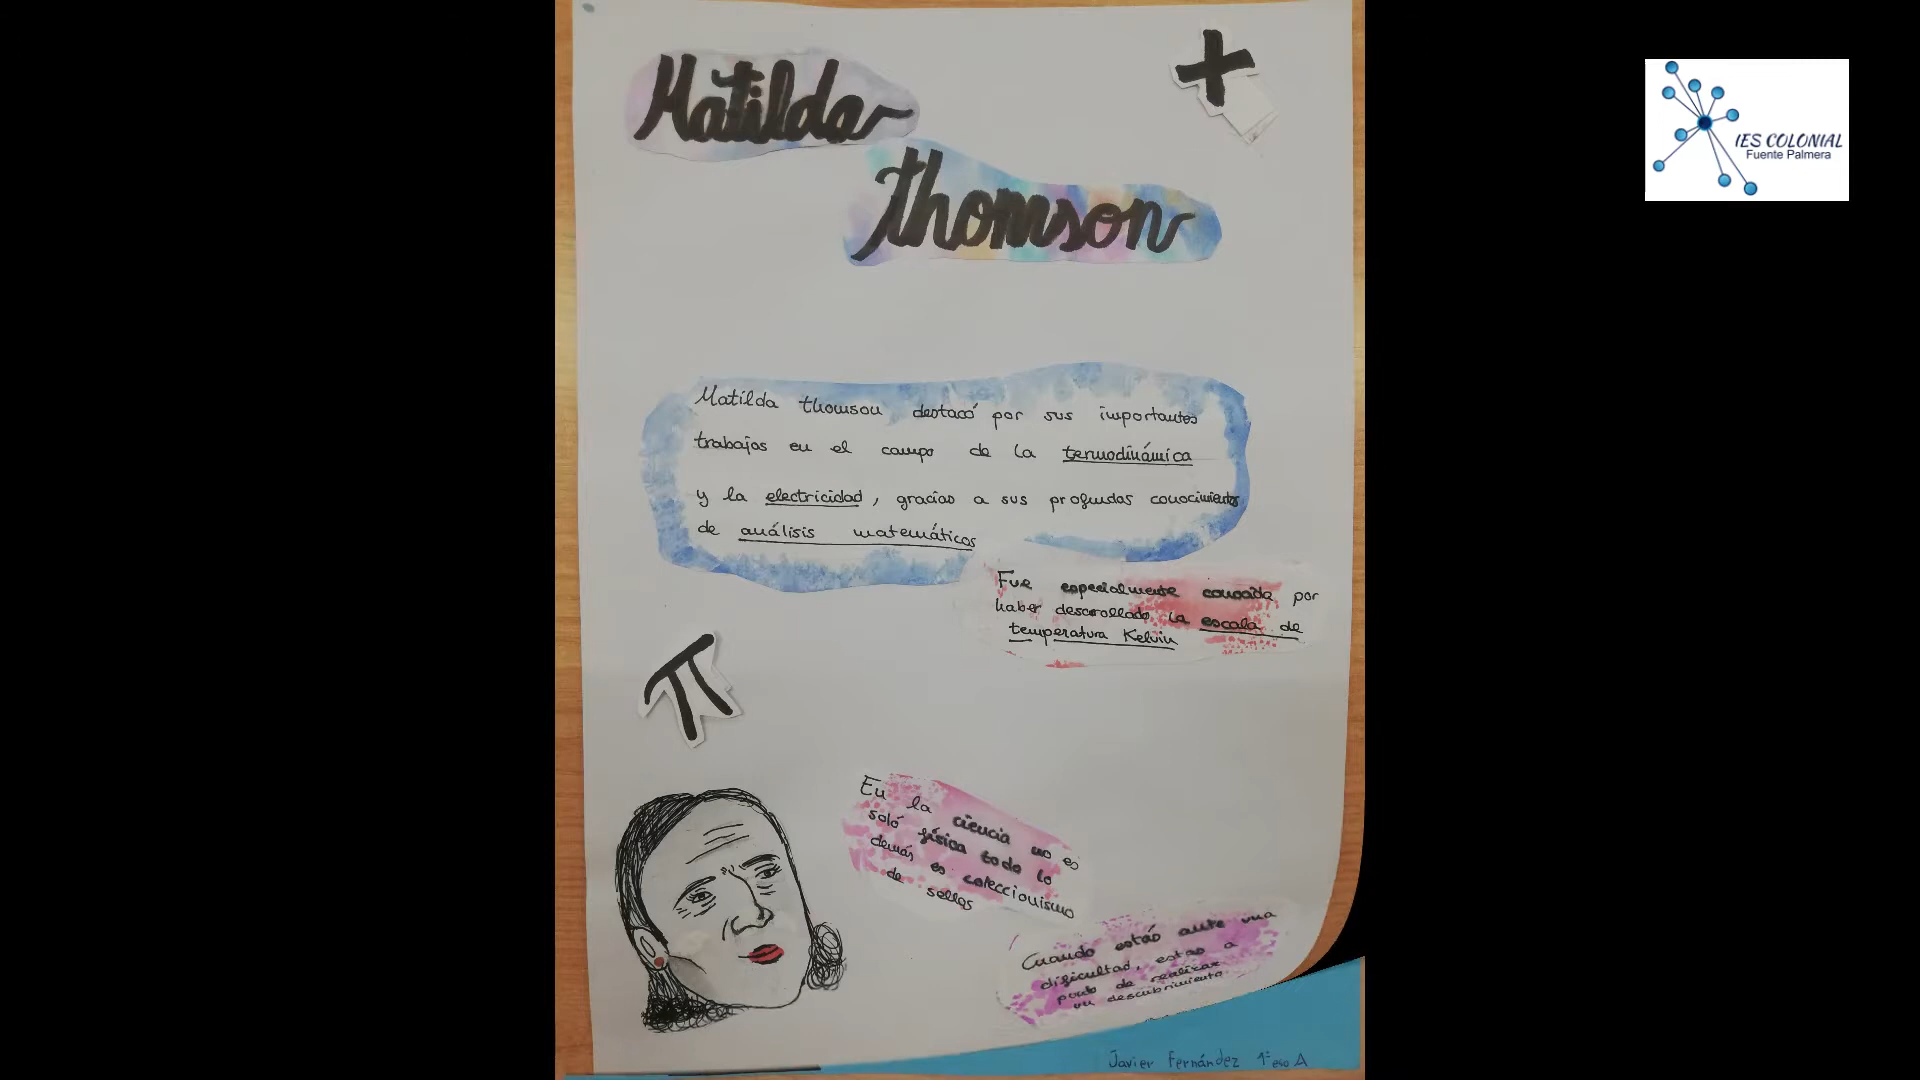 Matilda
thomson
+
IES COLONIAL
Fuente Palmera
Matilda thomson destacó por sus importantes
trabajos en el campo de la termodinámica
y la electricidad, gracias a sus profundos conocimientos
de análisis matemáticos
Fue especialmente conocida por
haber desarrollado la escala de
temperatura Kelvin
π
En la ciencia no es
soló física todo lo
demás es coleccionismo
de sellos
Cuando estás ante una
dificultad, estas a
punto de realizar
un descubrimiento
Javier Fernández 1º eso A